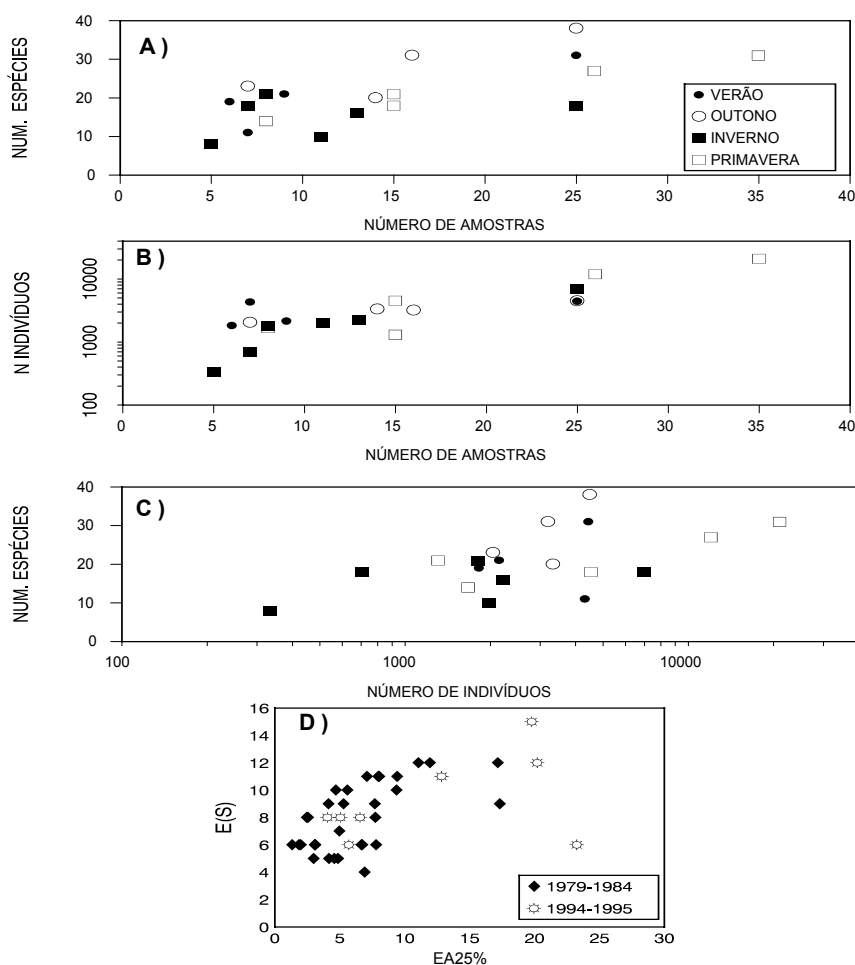 A )
NUM. ESPÉCIES
40
30
20
10
0
0 5 10 15 20 25 30 35 40
NÚMERO DE AMOSTRAS
VERÃO
OUTONO
INVERNO
PRIMAVERA
B )
N INDIVÍDUOS
10000
1000
100
0 5 10 15 20 25 30 35 40
NÚMERO DE AMOSTRAS
C )
NUM. ESPÉCIES
40
30
20
10
0
100 1000 10000
NÚMERO DE INDIVÍDUOS
D )
E(S)
16
14
12
10
8
6
4
2
0
0 5 10 15 20 25 30
EA25%
1979-1984
1994-1995